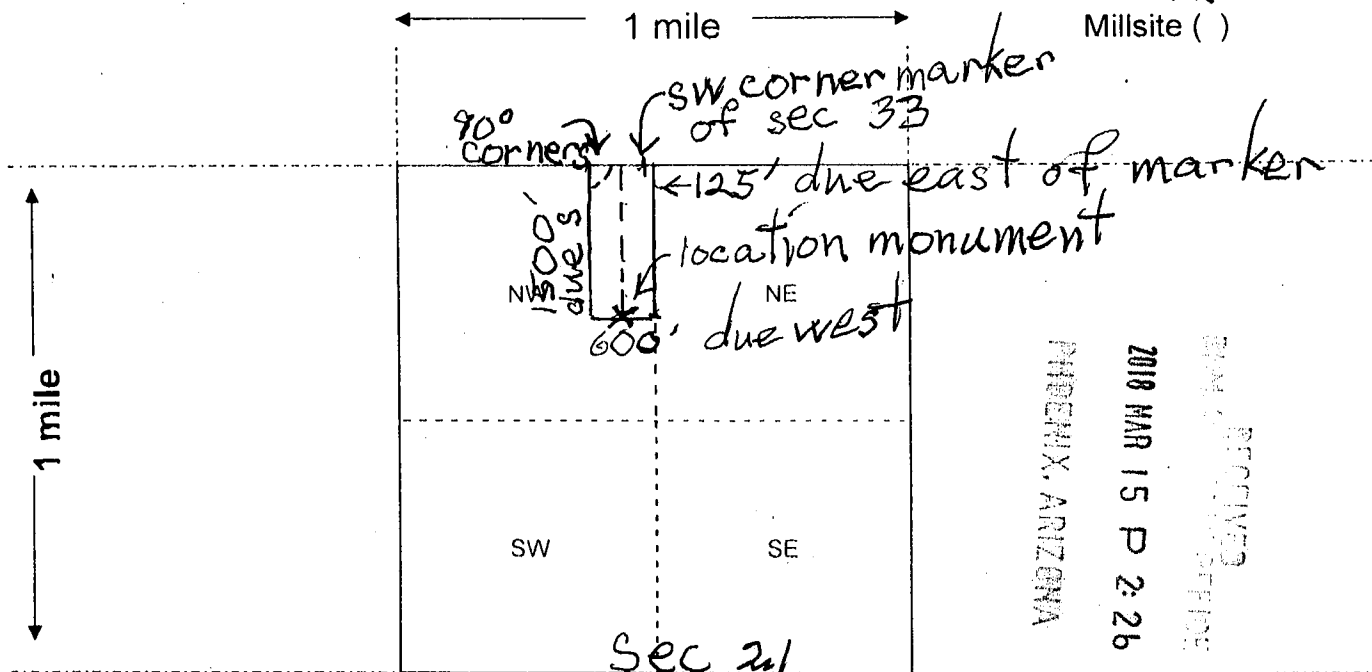 1 mile
Millsite ( )
SW corner marker
of sec 33
90°
corners
←125' due east of marker
1500'
due S
location monument
NW
NE
600' due west
1 mile
SW
SE
Sec 21
RECEIVED
2018 MAR 15 P 2:26
PHOENIX, ARIZONA